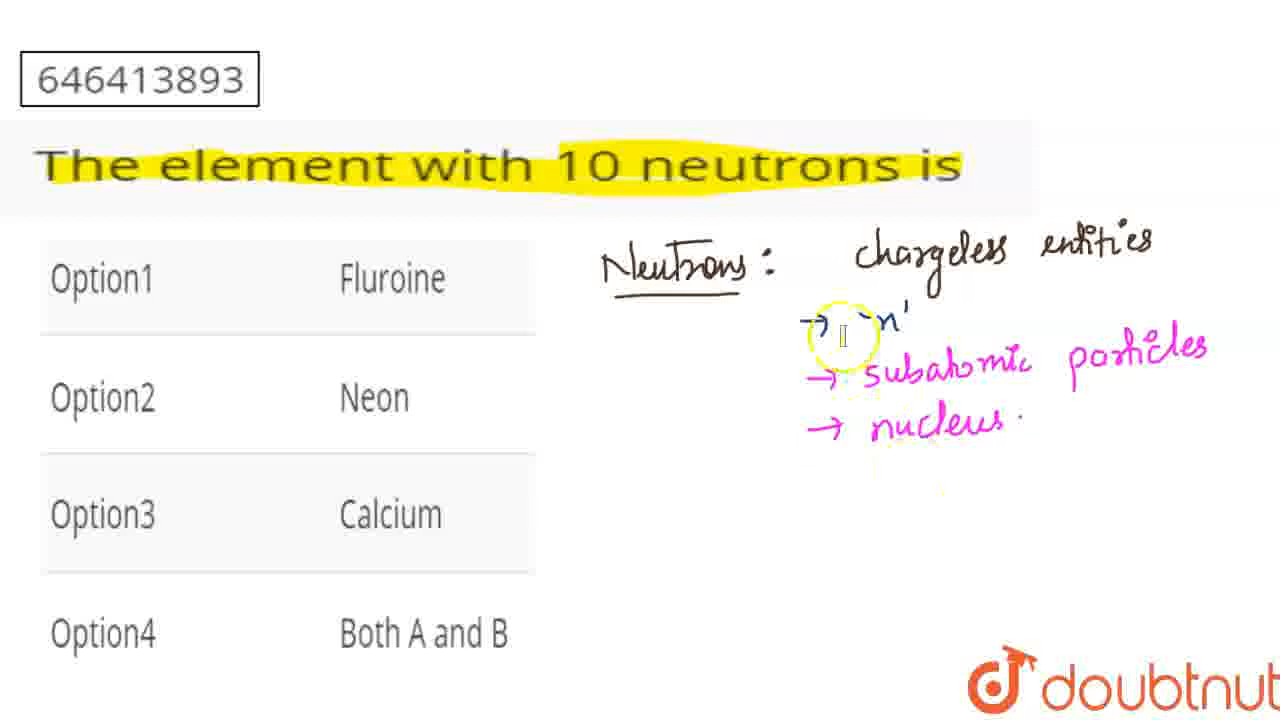 646413893
The element with 10 neutrons is
Neutrons : chargeless entities
→ 'n'
→ subatomic particles
→ nucleus.
Option1 Fluroine
Option2 Neon
Option3 Calcium
Option4 Both A and B
doubtnut